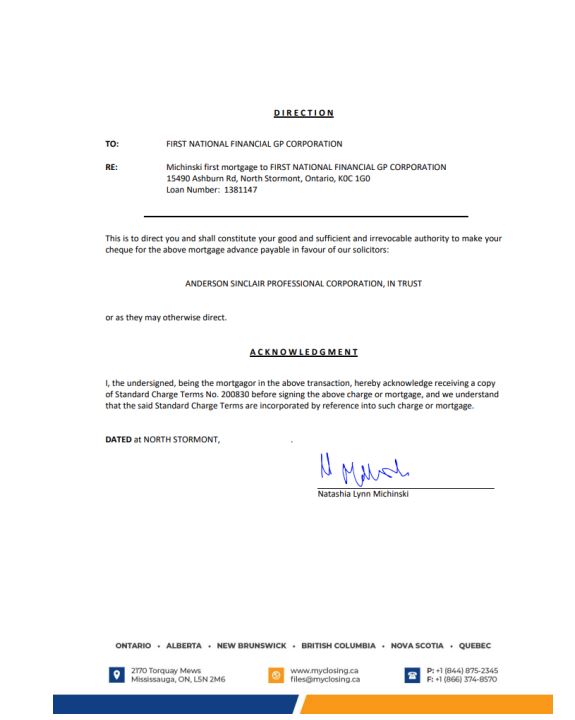 DIRECTION
TO: FIRST NATIONAL FINANCIAL GP CORPORATION
RE: Michinski first mortgage to FIRST NATIONAL FINANCIAL GP CORPORATION
15490 Ashburn Rd, North Stormont, Ontario, K0C 1G0
Loan Number: 1381147
This is to direct you and shall constitute your good and sufficient and irrevocable authority to make your
cheque for the above mortgage advance payable in favour of our solicitors:
ANDERSON SINCLAIR PROFESSIONAL CORPORATION, IN TRUST
or as they may otherwise direct.
ACKNOWLEDGMENT
I, the undersigned, being the mortgagor in the above transaction, hereby acknowledge receiving a copy
of Standard Charge Terms No. 200830 before signing the above charge or mortgage, and we understand
that the said Standard Charge Terms are incorporated by reference into such charge or mortgage.
DATED at NORTH STORMONT, .
Natashia Lynn Michinski
ONTARIO • ALBERTA • NEW BRUNSWICK • BRITISH COLUMBIA • NOVA SCOTIA • QUEBEC
2170 Torquay Mews www.myclosing.ca P: +1 (844) 875-2345
Mississauga, ON, L5N 2M6 files@myclosing.ca F: +1 (866) 374-8570